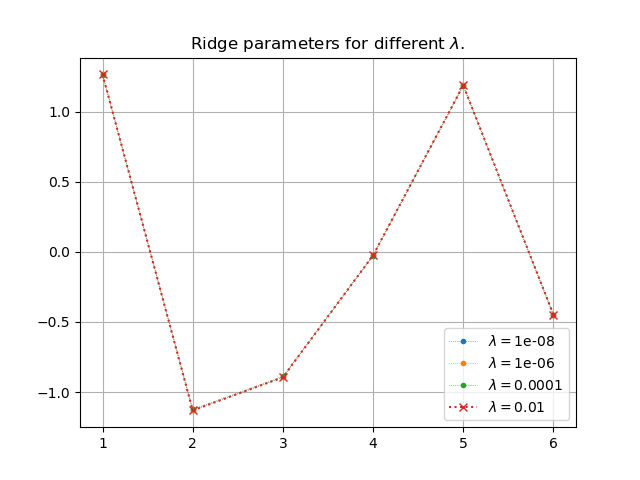 Ridge parameters for different λ.
1.0
0.5
0.0
−0.5
−1.0
λ = 1e-08
λ = 1e-06
λ = 0.0001
λ = 0.01
1 2 3 4 5 6